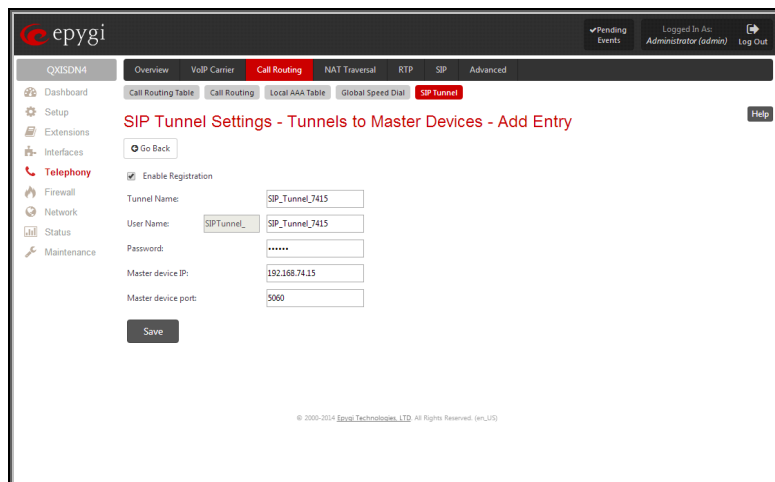 epygi
✔Pending Events
Logged In As: Administrator (admin)
Log Out
QXISDN4
Overview VoIP Carrier Call Routing NAT Traversal RTP SIP Advanced
Dashboard
Setup
Extensions
Interfaces
Telephony
Firewall
Network
Status
Maintenance
Call Routing Table Call Routing Local AAA Table Global Speed Dial SIP Tunnel
SIP Tunnel Settings - Tunnels to Master Devices - Add Entry
Help
Go Back
Enable Registration
Tunnel Name: SIP_Tunnel_7415
User Name: SIPTunnel_ SIP_Tunnel_7415
Password: ••••••
Master device IP: 192.168.74.15
Master device port: 5060
Save
© 2000-2014 Epygi Technologies, LTD. All Rights Reserved. (en_US)